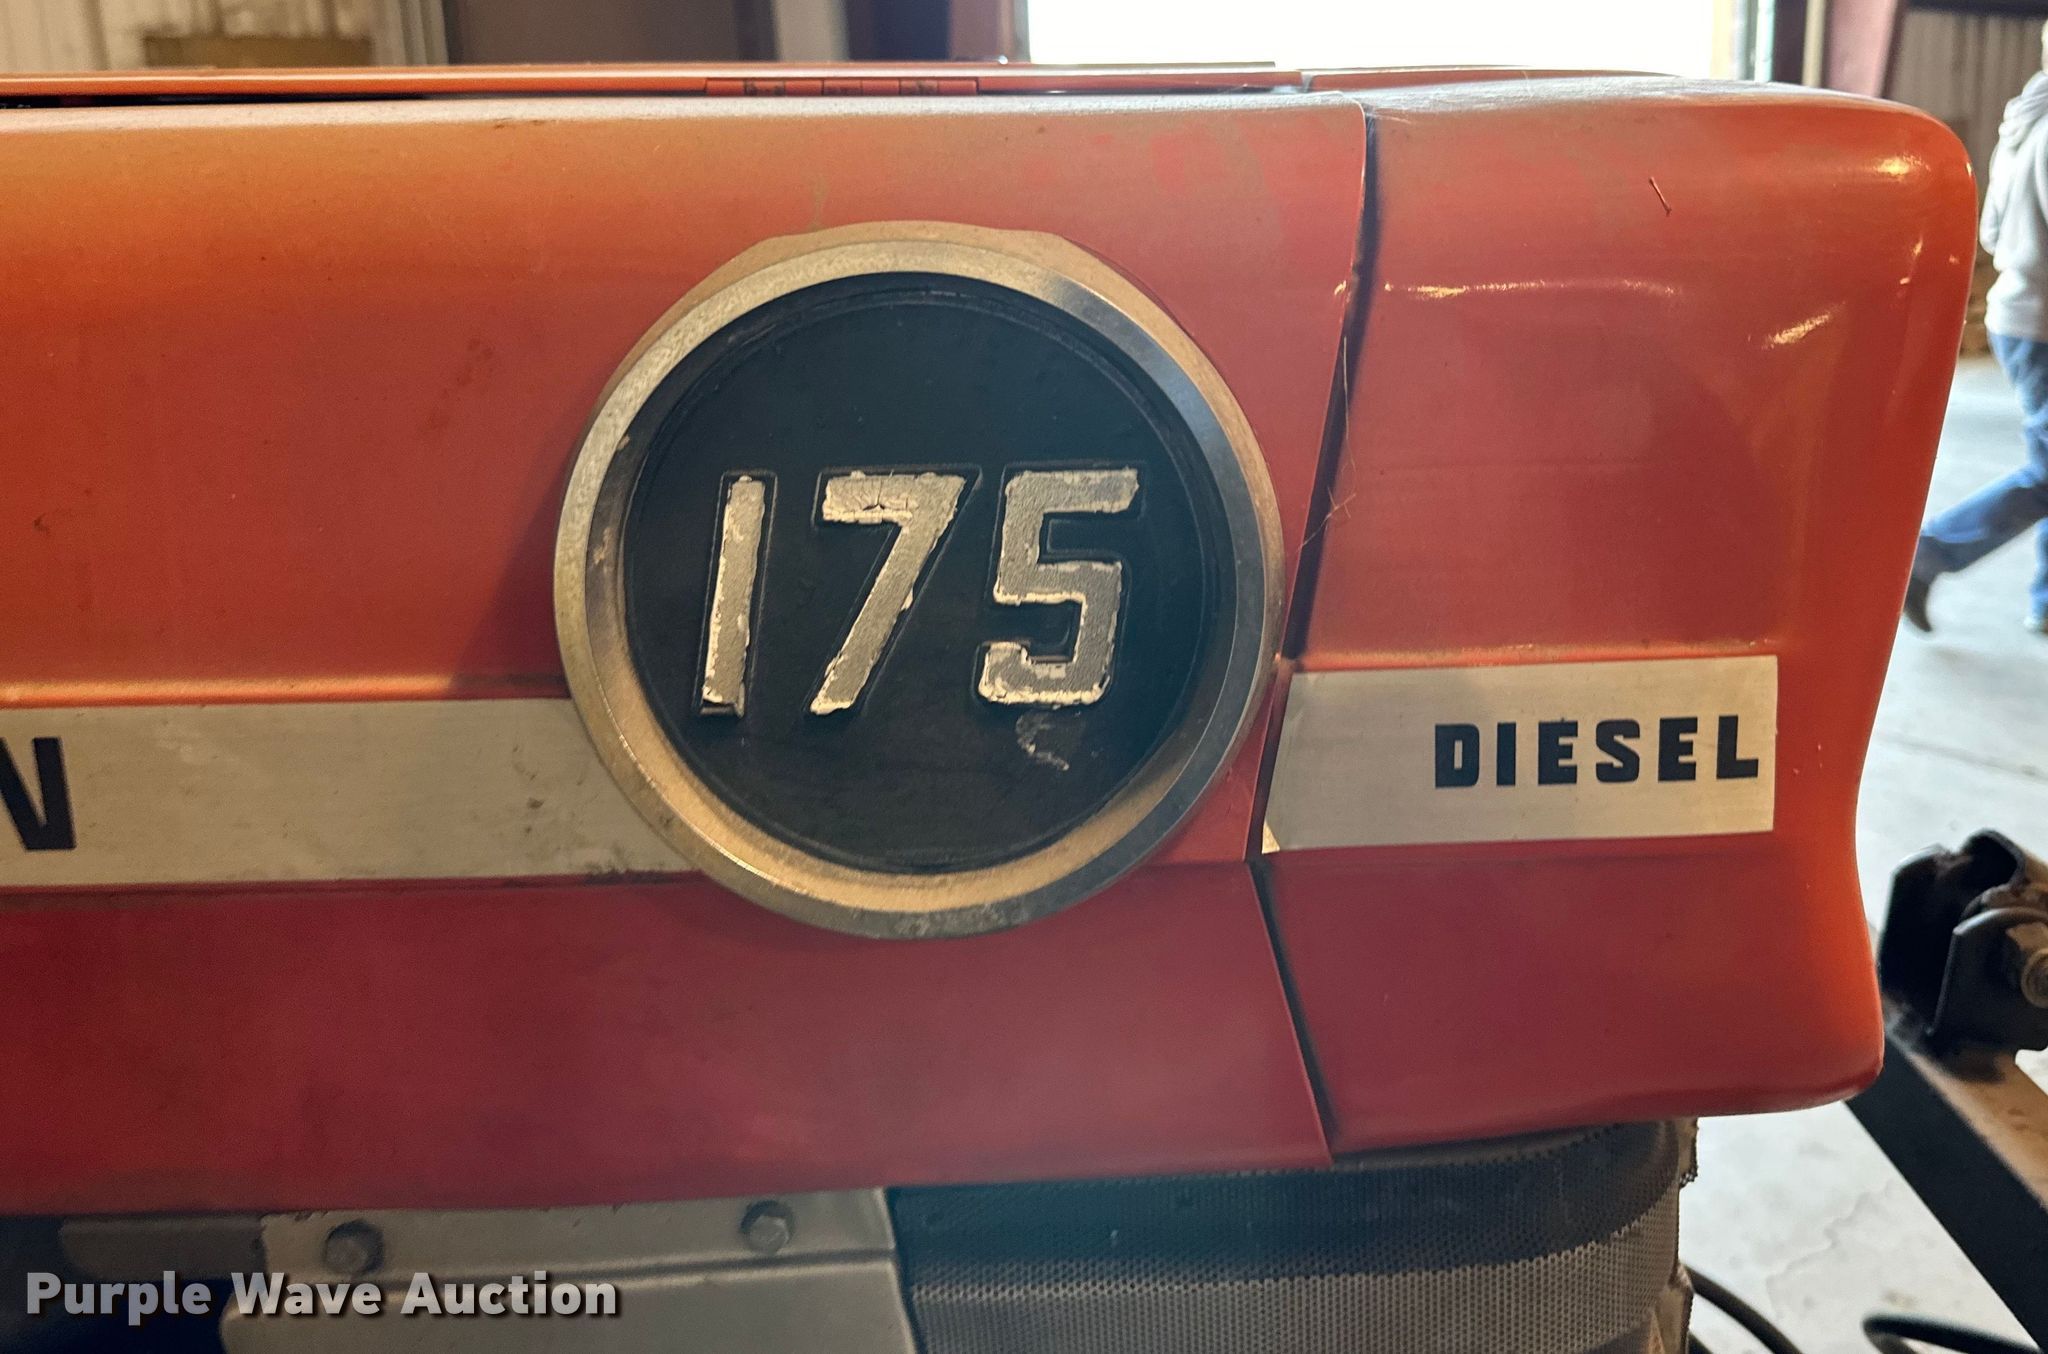 N
175
DIESEL
Purple Wave Auction